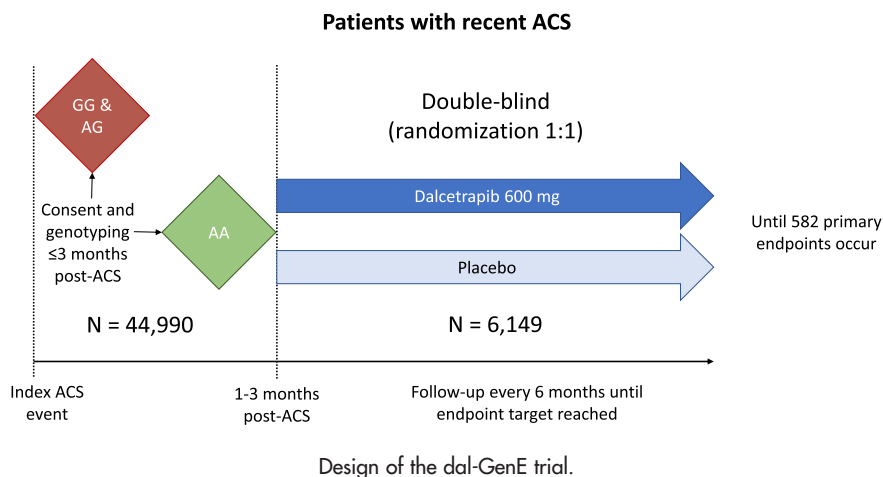 Patients with recent ACS
GG &
AG
Double-blind
(randomization 1:1)
Dalcetrapib 600 mg
Consent and
genotyping
≤3 months
post-ACS
AA
Until 582 primary
endpoints occur
Placebo
N = 44,990
N = 6,149
Index ACS
event
1-3 months
post-ACS
Follow-up every 6 months until
endpoint target reached
Design of the dal-GenE trial.